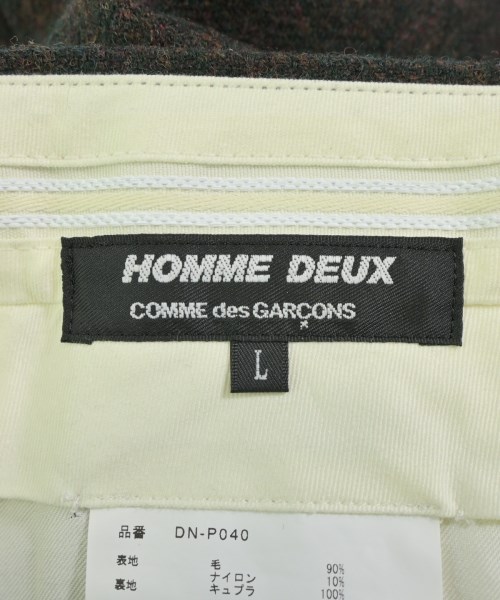 HOMME DEUX
COMME des GARÇONS
L
品番 DN-P040
表地 毛 90%
ナイロン 10%
裏地 キュプラ 100%